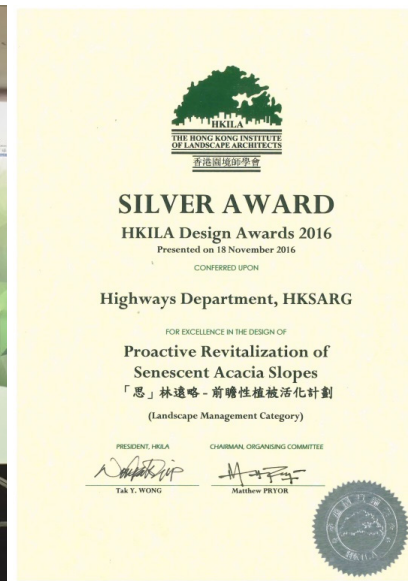 HKILA
THE HONG KONG INSTITUTE
OF LANDSCAPE ARCHITECTS
香港園境師學會
SILVER AWARD
HKILA Design Awards 2016
Presented on 18 November 2016
CONFERRED UPON
Highways Department, HKSARG
FOR EXCELLENCE IN THE DESIGN OF
Proactive Revitalization of
Senescent Acacia Slopes
「思」林遠略 - 前瞻性植被活化計劃
(Landscape Management Category)
PRESIDENT, HKILA
CHAIRMAN, ORGANISING COMMITTEE
Tak Y. WONG
Matthew PRYOR
HKILA